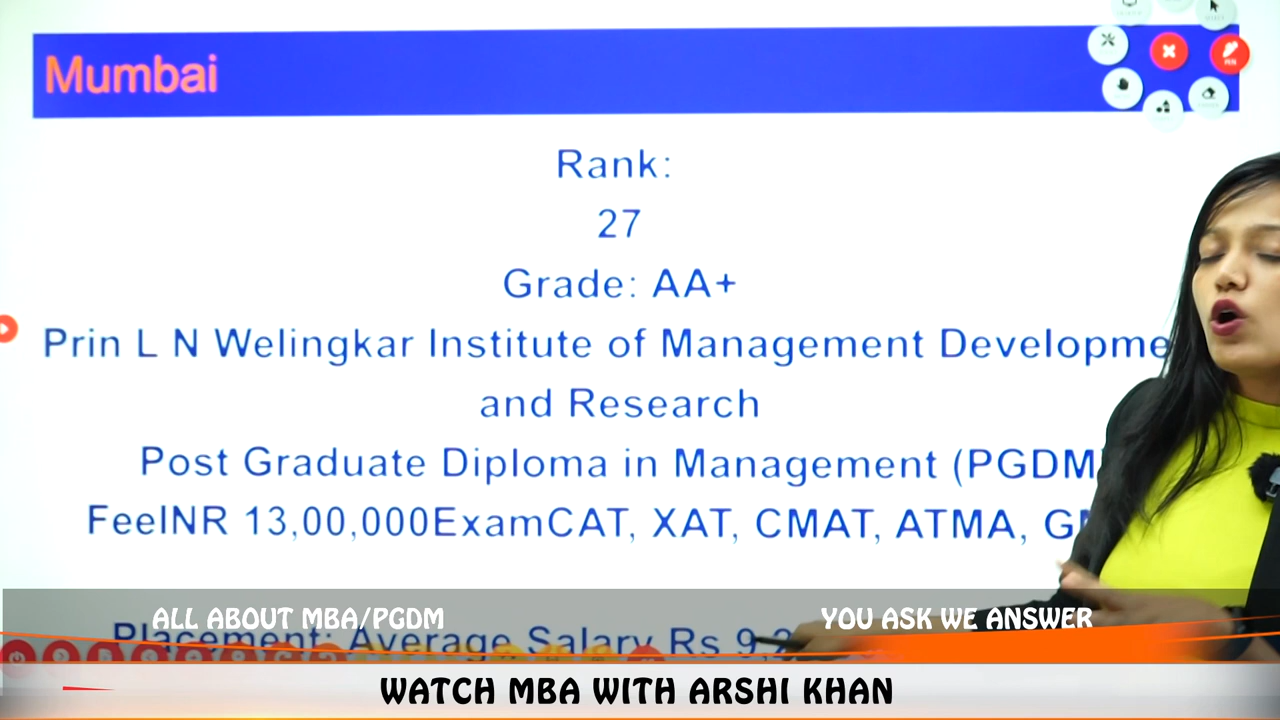 Mumbai
Rank:
27
Grade: AA+
Prin L N Welingkar Institute of Management Developme
and Research
Post Graduate Diploma in Management (PGDM
FeeINR 13,00,000ExamCAT, XAT, CMAT, ATMA,
ALL ABOUT MBA/PGDM
YOU ASK WE ANSWER
Placement: Average Salary Rs
WATCH MBA WITH ARSHI KHAN